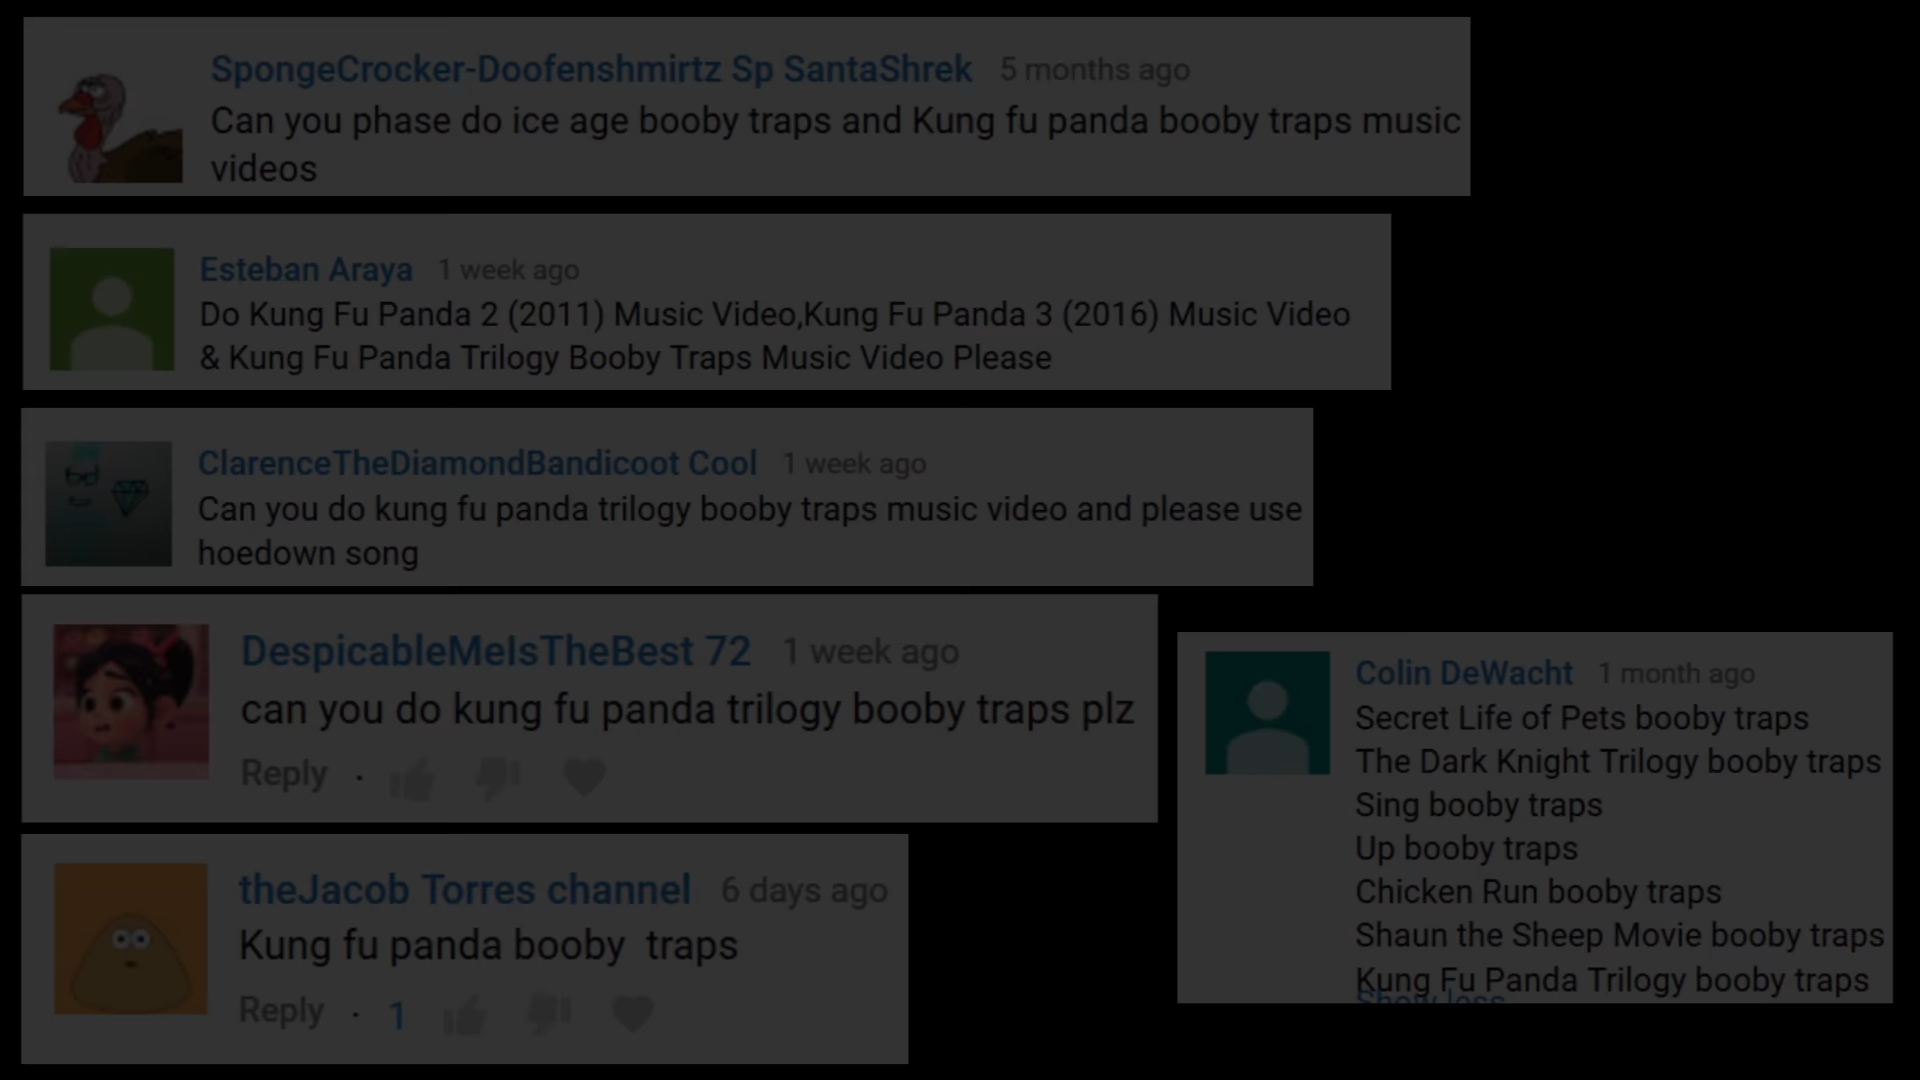 SpongeCrocker-Doofenshmirtz Sp SantaShrek 5 months ago
Can you phase do ice age booby traps and Kung fu panda booby traps music
videos
Esteban Araya 1 week ago
Do Kung Fu Panda 2 (2011) Music Video,Kung Fu Panda 3 (2016) Music Video
& Kung Fu Panda Trilogy Booby Traps Music Video Please
ClarenceTheDiamondBandicoot Cool 1 week ago
Can you do kung fu panda trilogy booby traps music video and please use
hoedown song
DespicableMeIsTheBest 72 1 week ago
can you do kung fu panda trilogy booby traps plz
Reply ·
theJacob Torres channel 6 days ago
Kung fu panda booby  traps
Reply · 1
Colin DeWacht 1 month ago
Secret Life of Pets booby traps
The Dark Knight Trilogy booby traps
Sing booby traps
Up booby traps
Chicken Run booby traps
Shaun the Sheep Movie booby traps
Kung Fu Panda Trilogy booby traps
Show less